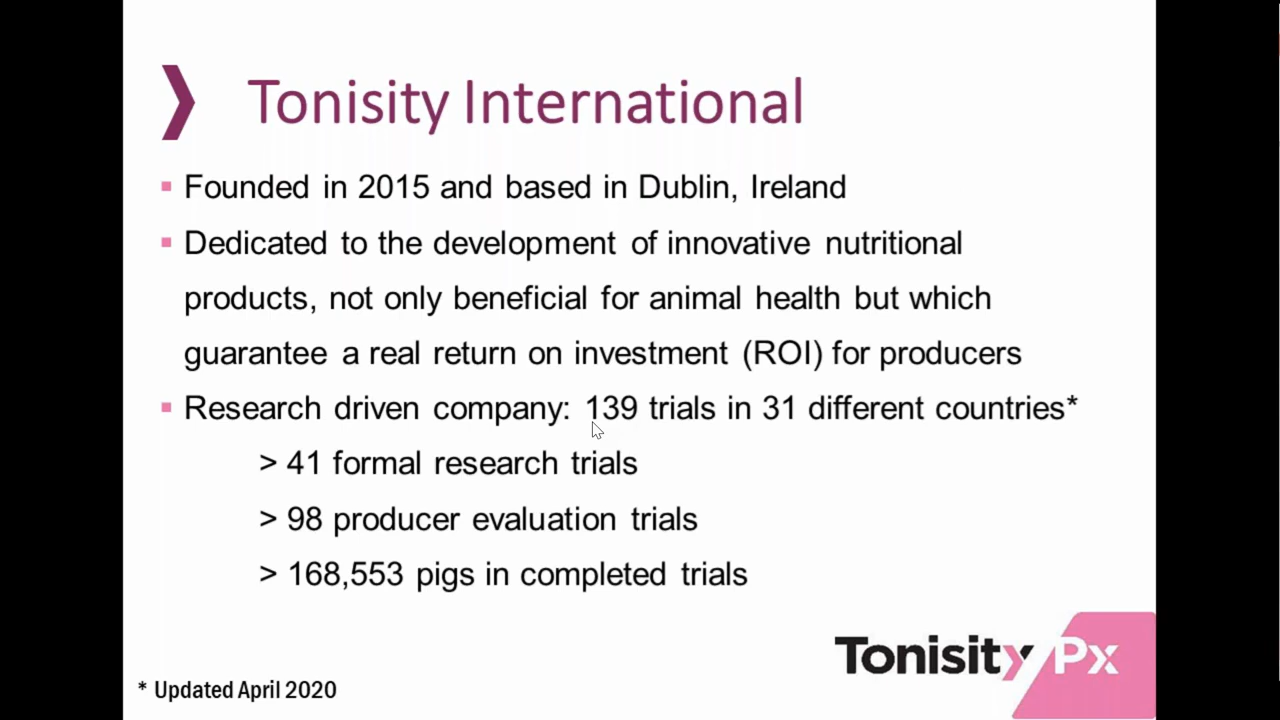 Tonisity International
Founded in 2015 and based in Dublin, Ireland
Dedicated to the development of innovative nutritional
products, not only beneficial for animal health but which
guarantee a real return on investment (ROI) for producers
Research driven company: 139 trials in 31 different countries*
> 41 formal research trials
> 98 producer evaluation trials
> 168,553 pigs in completed trials
Tonisity Px
* Updated April 2020